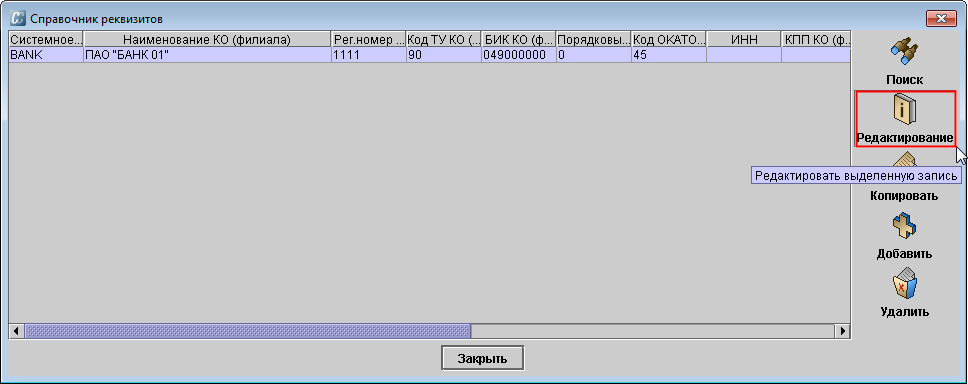 Справочник реквизитов
Системное... Наименование КО (филиала) Рег.номер ... Код ТУ КО (... БИК КО (ф... Порядковы... Код ОКАТО... ИНН КПП КО (ф...
BANK ПАО "БАНК 01" 1111 90 049000000 0 45
Поиск
Редактирование
Редактировать выделенную запись
Копировать
Добавить
Удалить
Закрыть